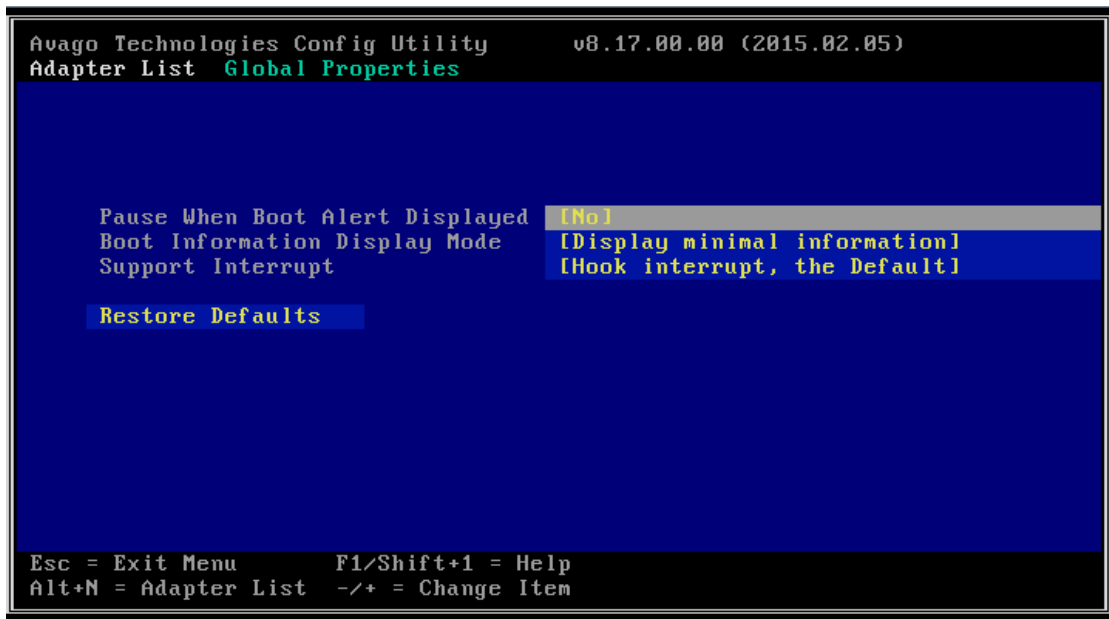 Avago Technologies Config Utility v8.17.00.00 (2015.02.05)
Adapter List Global Properties
Pause When Boot Alert Displayed [No]
Boot Information Display Mode [Display minimal information]
Support Interrupt [Hook interrupt, the Default]
Restore Defaults
Esc = Exit Menu F1/Shift+1 = Help
Alt+N = Adapter List -/+ = Change Item